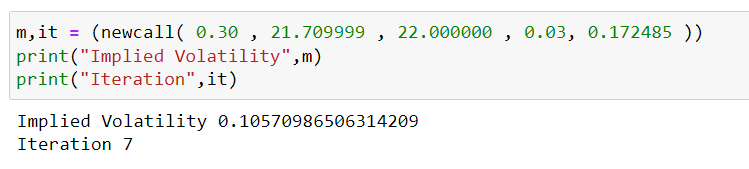 m,it = (newcall( 0.30 , 21.709999 , 22.000000 , 0.03, 0.172485 ))
print("Implied Volatility",m)
print("Iteration",it)
Implied Volatility 0.10570986506314209
Iteration 7